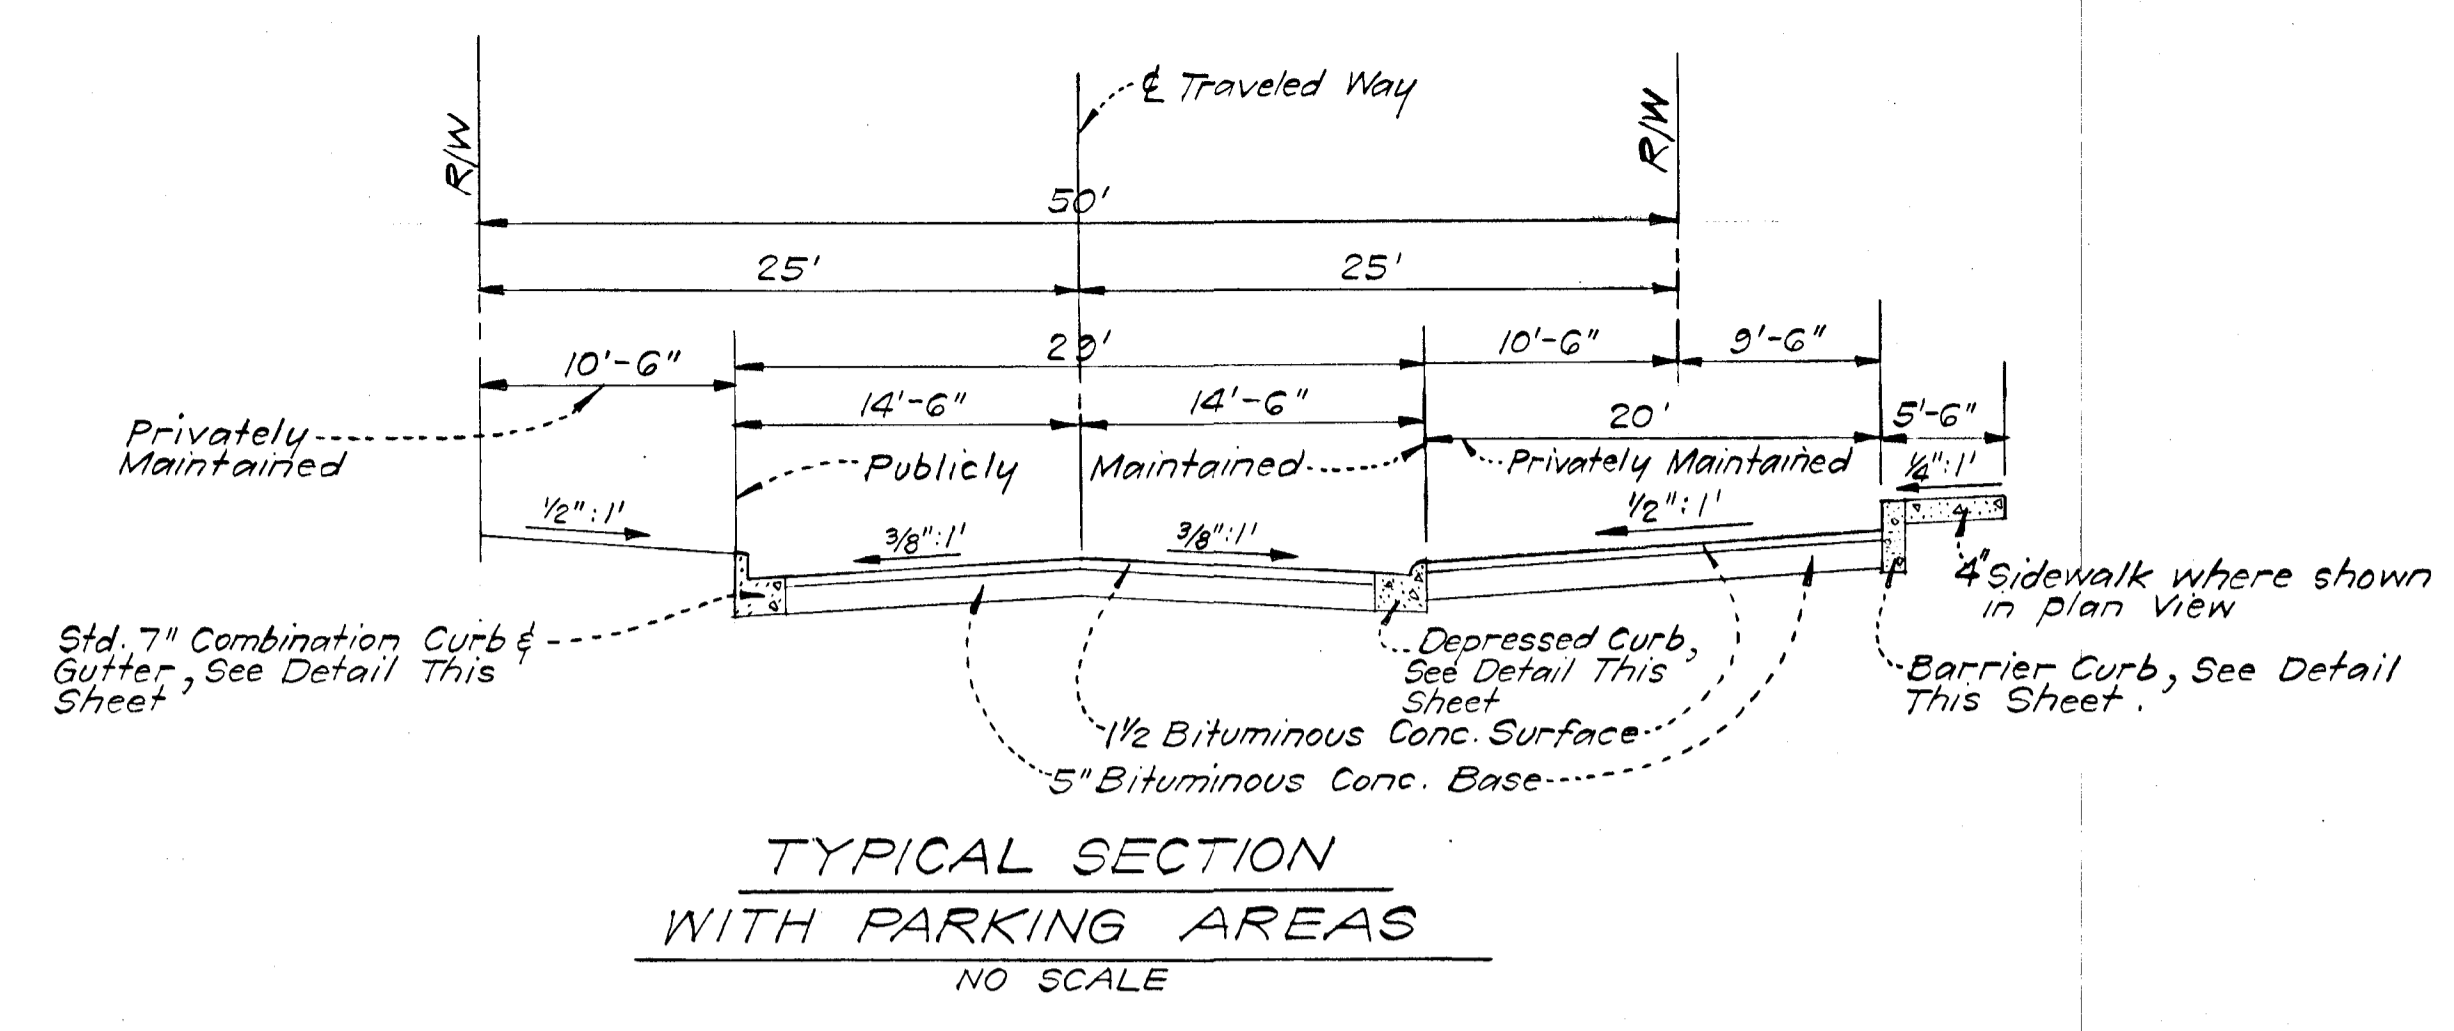 ℄ Traveled Way
R/W
R/W
50'
25'
25'
29'
10'-6"
10'-6"
9'-6"
14'-6"
14'-6"
20'
5'-6"
Privately
Maintained
Publicly
Maintained
Privately Maintained
1/4":1'
1/2":1'
3/8":1'
3/8":1'
1/2":1'
4" Sidewalk where shown
in plan view
Std. 7" Combination Curb &
Gutter, See Detail This
Sheet
Depressed Curb,
See Detail This
Sheet
Barrier Curb, See Detail
This Sheet.
1 1/2 Bituminous Conc. Surface
5" Bituminous Conc. Base
TYPICAL SECTION
WITH PARKING AREAS
NO SCALE